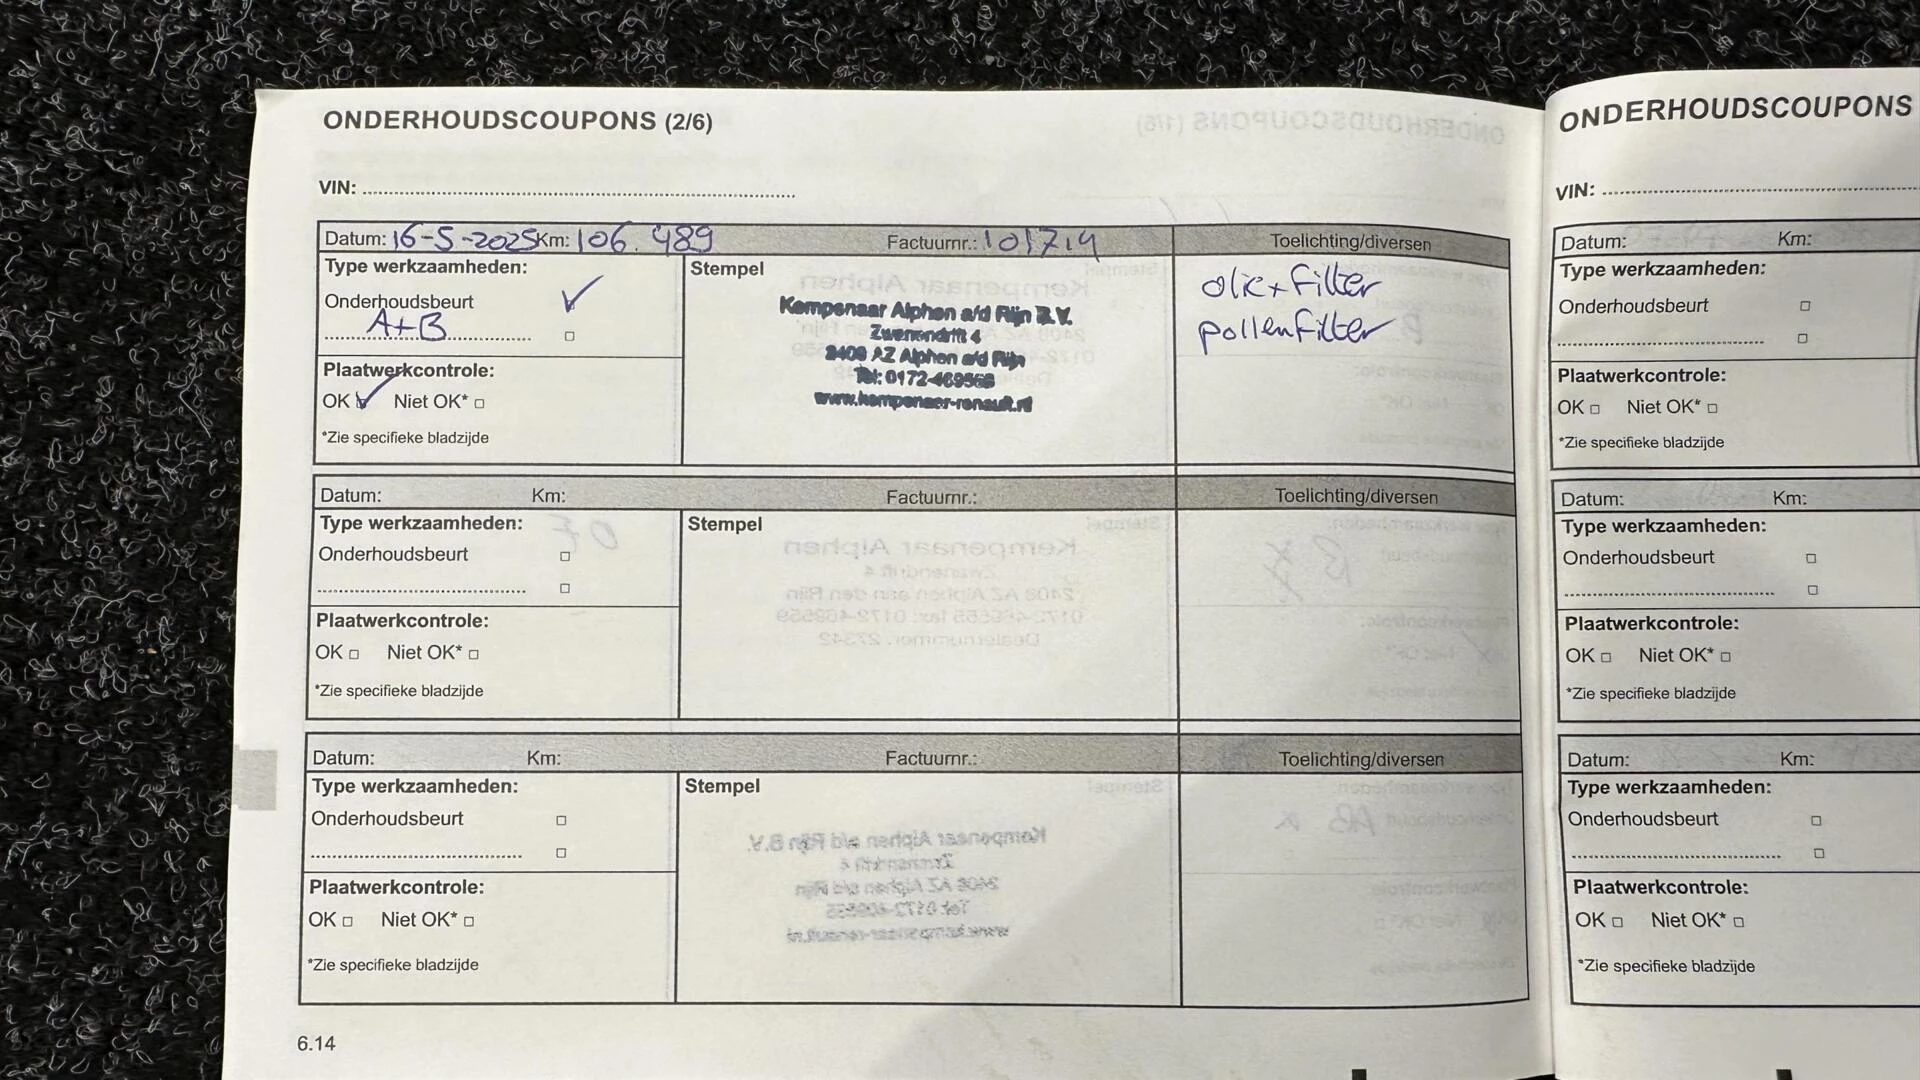 ONDERHOUDSCOUPONS (2/6)
VIN:
Datum: 16-5-2025 Km: 106.489 Factuurnr.: 101719 Toelichting/diversen
Type werkzaamheden:
Onderhoudsbeurt
A+B
Plaatwerkcontrole:
OK Niet OK*
*Zie specifieke bladzijde
Stempel
Kempenaar Alphen a/d Rijn B.V.
Zwenendrift 4
2408 AZ Alphen a/d Rijn
Tel: 0172-469555
www.kempenaer-renault.nl
olie+filter
pollenfilter
Datum: Km: Factuurnr.: Toelichting/diversen
Type werkzaamheden:
Onderhoudsbeurt
Plaatwerkcontrole:
OK Niet OK*
*Zie specifieke bladzijde
Stempel
Datum: Km: Factuurnr.: Toelichting/diversen
Type werkzaamheden:
Onderhoudsbeurt
Plaatwerkcontrole:
OK Niet OK*
*Zie specifieke bladzijde
Stempel
6.14
ONDERHOUDSCOUPONS
VIN:
Datum: Km:
Type werkzaamheden:
Onderhoudsbeurt
Plaatwerkcontrole:
OK Niet OK*
*Zie specifieke bladzijde
Datum: Km:
Type werkzaamheden:
Onderhoudsbeurt
Plaatwerkcontrole:
OK Niet OK*
*Zie specifieke bladzijde
Datum: Km:
Type werkzaamheden:
Onderhoudsbeurt
Plaatwerkcontrole:
OK Niet OK*
*Zie specifieke bladzijde